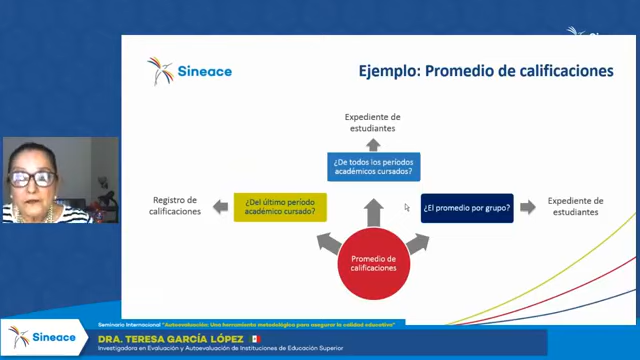 Sineace
Ejemplo: Promedio de calificaciones
Expediente de
estudiantes
¿De todos los períodos
académicos cursados?
Registro de
calificaciones
¿Del último período
académico cursado?
¿El promedio por grupo?
Expediente de
estudiantes
Promedio de
calificaciones
Seminario Internacional "Autoevaluación: Una herramienta metodológica para asegurar la calidad educativa"
Sineace
DRA. TERESA GARCÍA LÓPEZ
Investigadora en Evaluación y Autoevaluación de Instituciones de Educación Superior